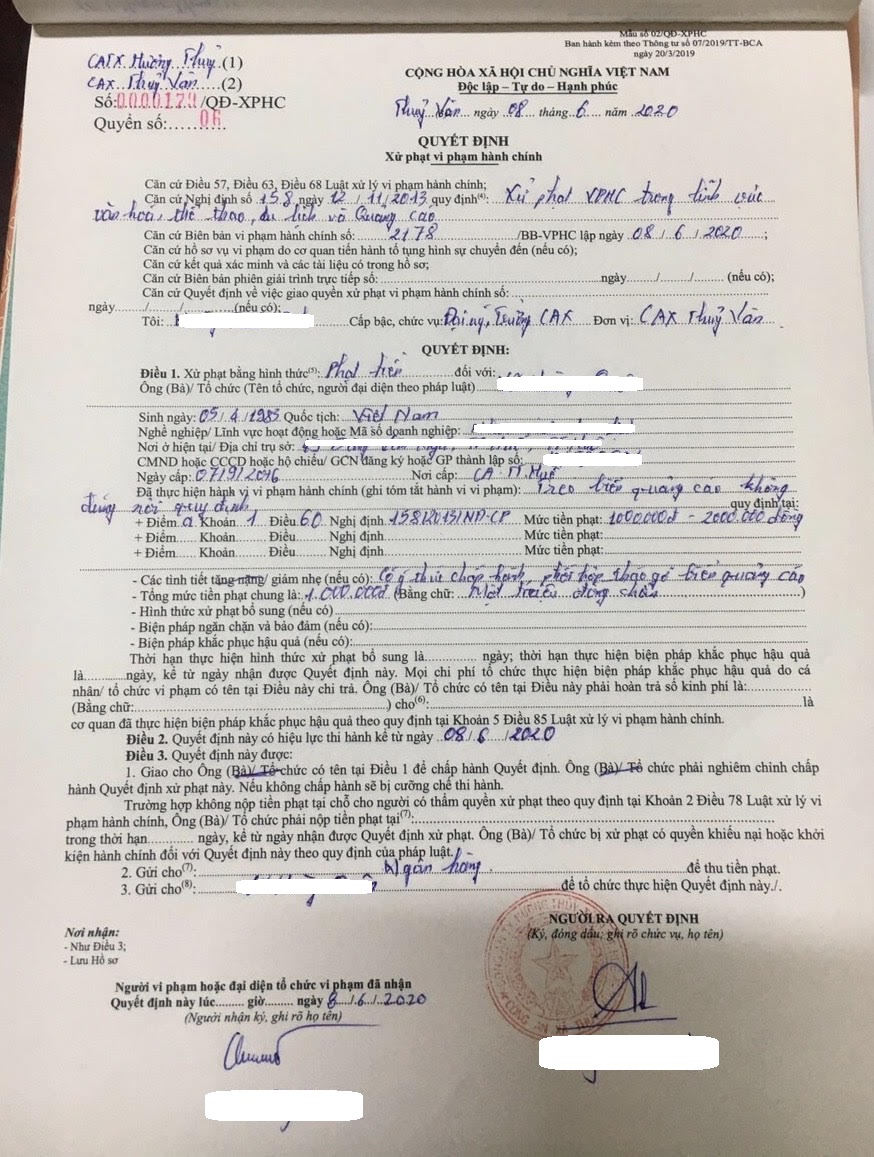 Mẫu số 02/QĐ-XPHC
Ban hành kèm theo Thông tư số 07/2019/TT-BCA
ngày 20/3/2019
CATX Hương Thuỷ (1)
CAX Thuỷ Vân (2)
Số: 0000179 /QĐ-XPHC
Quyển số:....06....
CỘNG HÒA XÃ HỘI CHỦ NGHĨA VIỆT NAM
Độc lập – Tự do – Hạnh phúc
Thuỷ Vân, ngày 08 tháng 6 năm 2020
QUYẾT ĐỊNH
Xử phạt vi phạm hành chính
Căn cứ Điều 57, Điều 63, Điều 68 Luật xử lý vi phạm hành chính;
Căn cứ Nghị định số 158 ngày 12/11/2013 quy định(4): Xử phạt VPHC trong lĩnh vực
văn hoá, thể thao, du lịch và Quảng cáo
Căn cứ Biên bản vi phạm hành chính số: 2178 /BB-VPHC lập ngày 08/6/2020;
Căn cứ hồ sơ vụ vi phạm do cơ quan tiến hành tố tụng hình sự chuyển đến (nếu có);
Căn cứ kết quả xác minh và các tài liệu có trong hồ sơ;
Căn cứ Biên bản phiên giải trình trực tiếp số:..........ngày....../....../...... (nếu có);
Căn cứ Quyết định về việc giao quyền xử phạt vi phạm hành chính số: ..........
ngày....../....../......(nếu có);
Tôi: Cấp bậc, chức vụ: Đại uý, Trưởng CAX Đơn vị: CAX Thuỷ Vân
QUYẾT ĐỊNH:
Điều 1. Xử phạt bằng hình thức(5): Phạt tiền đối với:
Ông (Bà)/ Tổ chức (Tên tổ chức, người đại diện theo pháp luật)
Sinh ngày: 05/4/1985 Quốc tịch: Việt Nam
Nghề nghiệp/ Lĩnh vực hoạt động hoặc Mã số doanh nghiệp:
Nơi ở hiện tại/ Địa chỉ trụ sở:
CMND hoặc CCCD hoặc hộ chiếu/ GCN đăng ký hoặc GP thành lập số:
Ngày cấp: 07/9/2016 Nơi cấp: CA TT Huế
Đã thực hiện hành vi vi phạm hành chính (ghi tóm tắt hành vi vi phạm): Treo biển quảng cáo không
đúng nơi quy định quy định tại:
+ Điểm a Khoản 1 Điều 60 Nghị định 158/2013/NĐ-CP Mức tiền phạt: 1000.000đ - 2000.000 đồng
+ Điểm...... Khoản...... Điều...... Nghị định.......... Mức tiền phạt:..........
+ Điểm...... Khoản...... Điều...... Nghị định.......... Mức tiền phạt:..........
- Các tình tiết tăng nặng/ giảm nhẹ (nếu có): Có ý thức chấp hành, phối hợp tháo gỡ biển quảng cáo
- Tổng mức tiền phạt chung là: 1.000.000đ (Bằng chữ: Một triệu đồng chẵn )
- Hình thức xử phạt bổ sung (nếu có)..........
- Biện pháp ngăn chặn và bảo đảm (nếu có):..........
- Biện pháp khắc phục hậu quả (nếu có):..........
Thời hạn thực hiện hình thức xử phạt bổ sung là.......... ngày; thời hạn thực hiện biện pháp khắc phục hậu quả
là..........ngày, kể từ ngày nhận được Quyết định này. Mọi chi phí tổ chức thực hiện biện pháp khắc phục hậu quả do cá
nhân/ tổ chức vi phạm có tên tại Điều này chi trả. Ông (Bà)/ Tổ chức có tên tại Điều này phải hoàn trả số kinh phí là:..........
(Bằng chữ:..........) cho(6):..........là
cơ quan đã thực hiện biện pháp khắc phục hậu quả theo quy định tại Khoản 5 Điều 85 Luật xử lý vi phạm hành chính.
Điều 2. Quyết định này có hiệu lực thi hành kể từ ngày 08/6/2020
Điều 3. Quyết định này được:
1. Giao cho Ông (Bà)/ Tổ chức có tên tại Điều 1 để chấp hành Quyết định. Ông (Bà)/ Tổ chức phải nghiêm chỉnh chấp
hành Quyết định xử phạt này. Nếu không chấp hành sẽ bị cưỡng chế thi hành.
Trường hợp không nộp tiền phạt tại chỗ cho người có thẩm quyền xử phạt theo quy định tại Khoản 2 Điều 78 Luật xử lý vi
phạm hành chính, Ông (Bà)/ Tổ chức phải nộp tiền phạt tại(7):..........
trong thời hạn.......... ngày, kể từ ngày nhận được Quyết định xử phạt. Ông (Bà)/ Tổ chức bị xử phạt có quyền khiếu nại hoặc khởi
kiện hành chính đối với Quyết định này theo quy định của pháp luật.
2. Gửi cho(7): Ngân hàng để thu tiền phạt.
3. Gửi cho(8): để tổ chức thực hiện Quyết định này./.
Nơi nhận:
- Như Điều 3;
- Lưu Hồ sơ
NGƯỜI RA QUYẾT ĐỊNH
(Ký, đóng dấu; ghi rõ chức vụ, họ tên)
Người vi phạm hoặc đại diện tổ chức vi phạm đã nhận
Quyết định này lúc......... giờ......... ngày 8/6/2020
(Người nhận ký, ghi rõ họ tên)